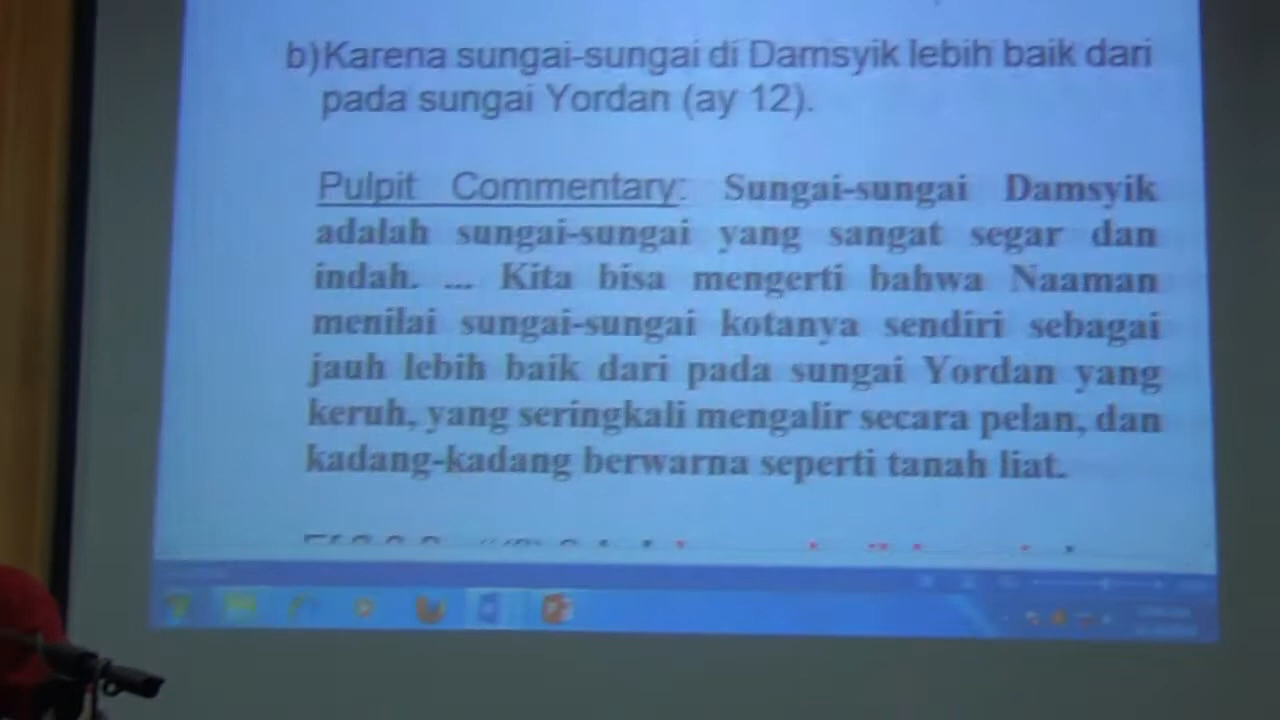 b)Karena sungai-sungai di Damsyik lebih baik dari
pada sungai Yordan (ay 12).
Pulpit Commentary: Sungai-sungai Damsyik
adalah sungai-sungai yang sangat segar dan
indah. ... Kita bisa mengerti bahwa Naaman
menilai sungai-sungai kotanya sendiri sebagai
jauh lebih baik dari pada sungai Yordan yang
keruh, yang seringkali mengalir secara pelan, dan
kadang-kadang berwarna seperti tanah liat.